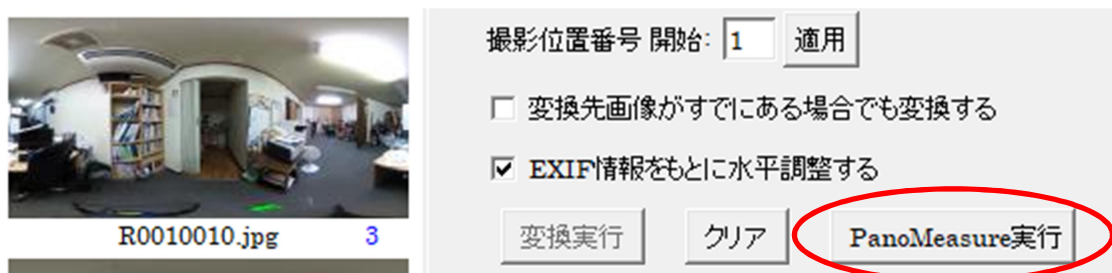 撮影位置番号 開始: 1 適用
変換先画像がすでにある場合でも変換する
EXIF情報をもとに水平調整する
R0010010.jpg 3
変換実行 クリア PanoMeasure実行